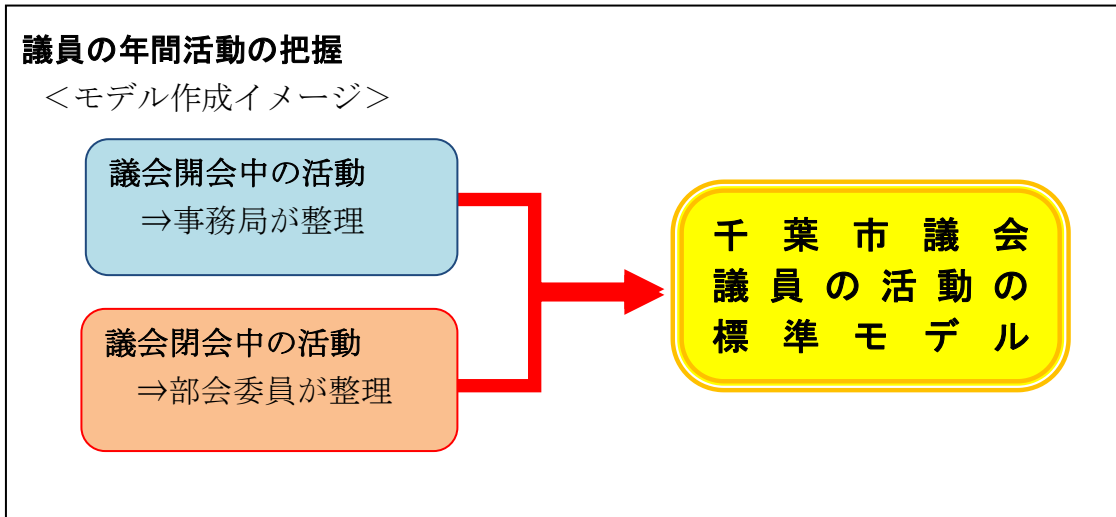 議員の年間活動の把握
＜モデル作成イメージ＞
議会開会中の活動
⇒事務局が整理
議会閉会中の活動
⇒部会委員が整理
千葉市議会
議員の活動の
標準モデル